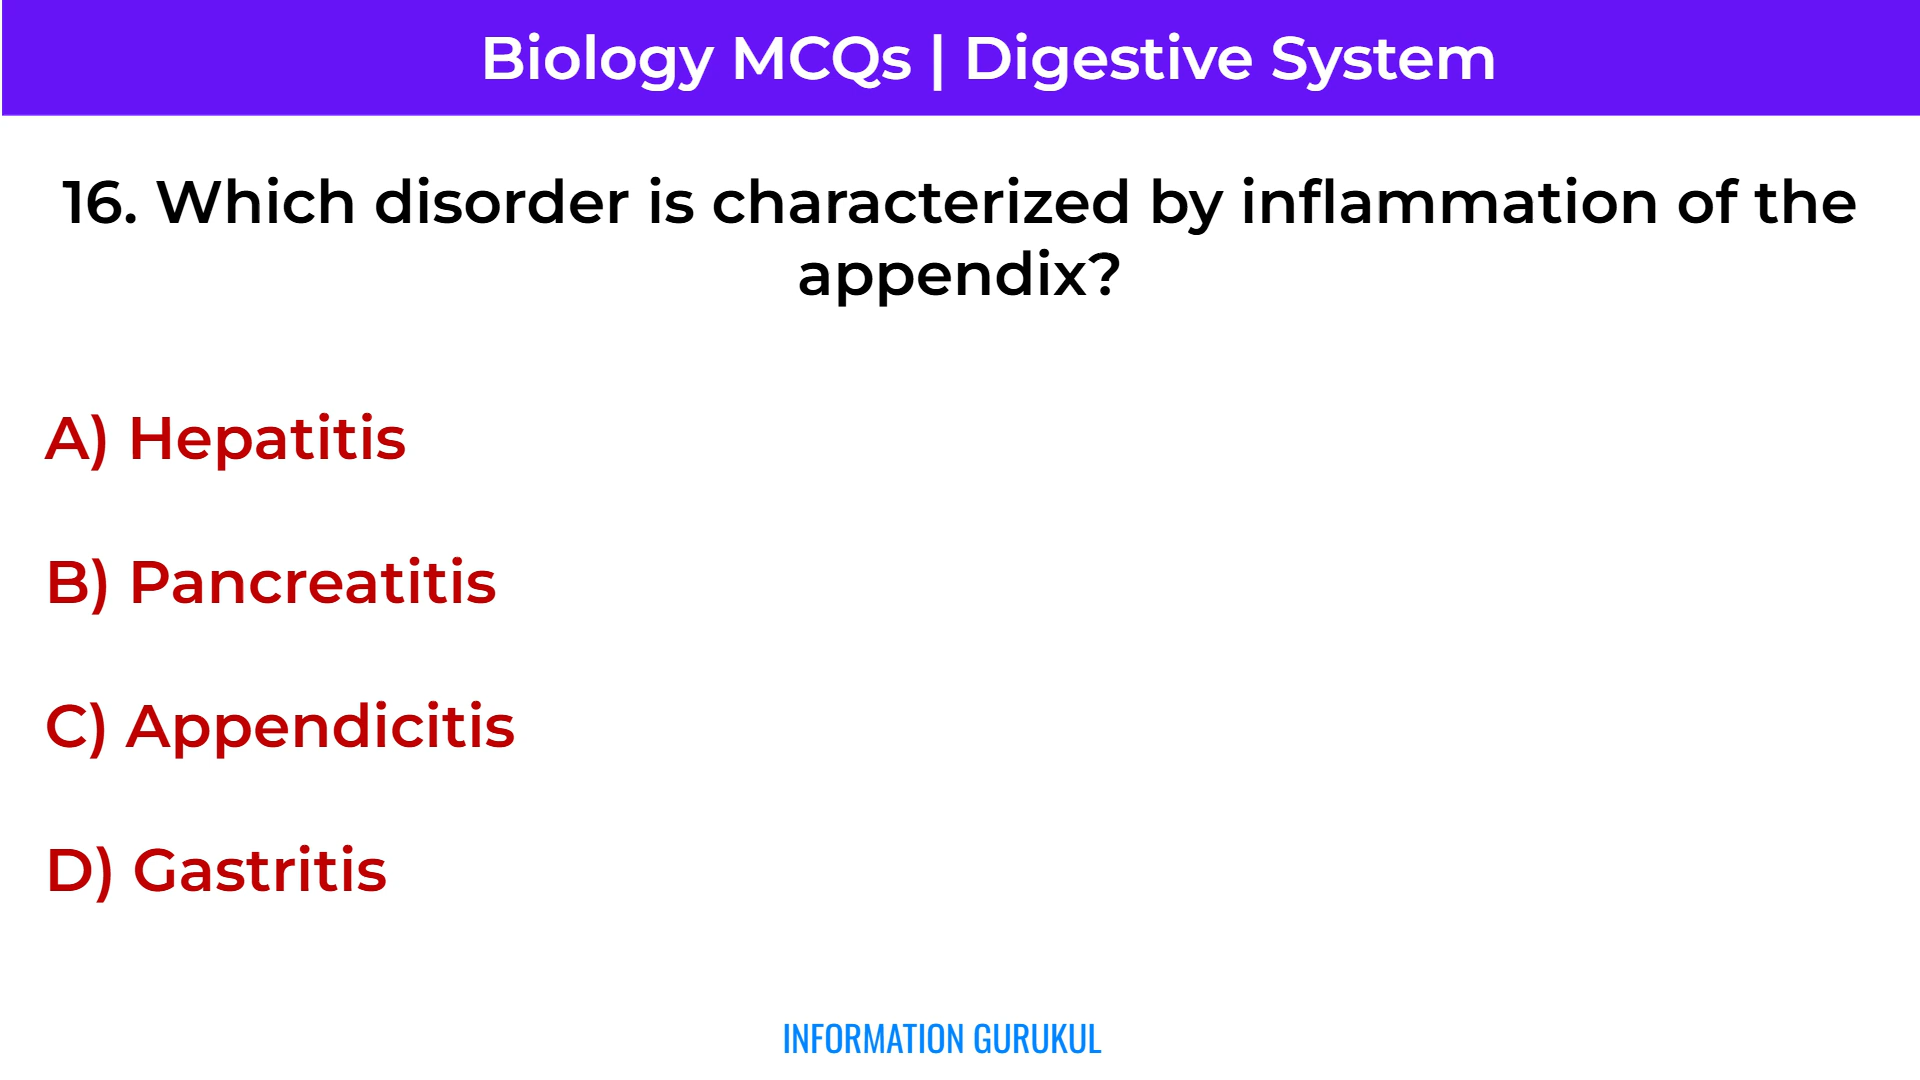 Biology MCQs | Digestive System
16. Which disorder is characterized by inflammation of the
appendix?
A) Hepatitis
B) Pancreatitis
C) Appendicitis
D) Gastritis
INFORMATION GURUKUL